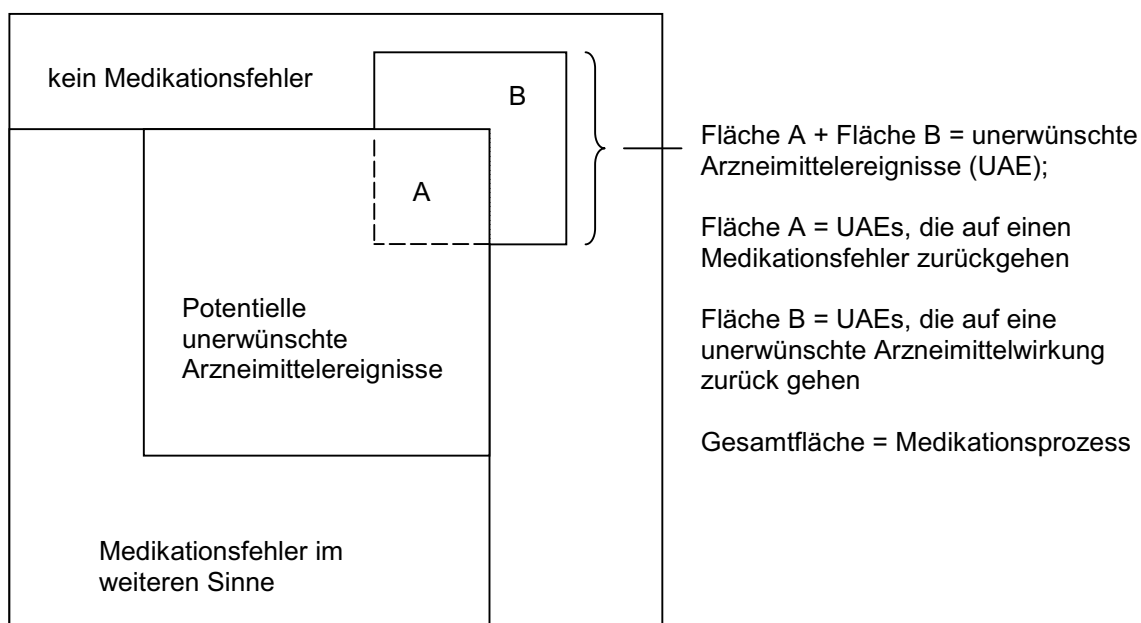 kein Medikationsfehler
B
A
Potentielle
unerwünschte
Arzneimittelereignisse
Medikationsfehler im
weiteren Sinne
Fläche A + Fläche B = unerwünschte
Arzneimittelereignisse (UAE);
Fläche A = UAEs, die auf einen
Medikationsfehler zurückgehen
Fläche B = UAEs, die auf eine
unerwünschte Arzneimittelwirkung
zurück gehen
Gesamtfläche = Medikationsprozess